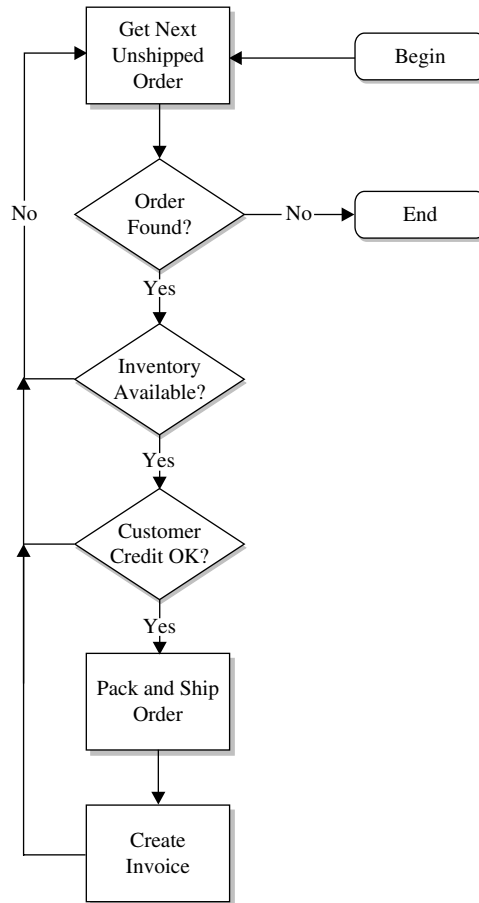 Get Next
Unshipped
Order
Begin
Order
Found?
No
End
No
Yes
Inventory
Available?
Yes
Customer
Credit OK?
Yes
Pack and Ship
Order
Create
Invoice